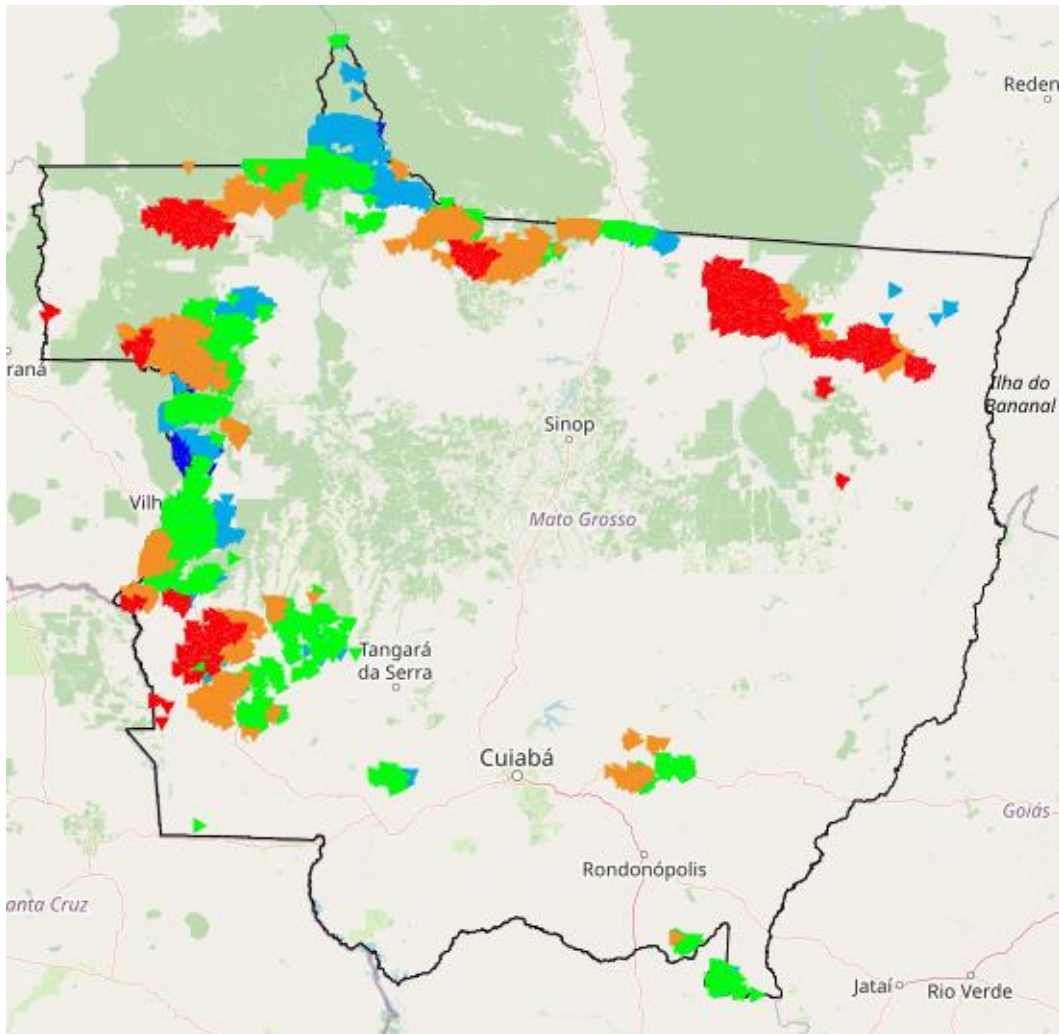 Reden
raná
Ilha do
Bananal
Sinop
Vilh
Mato Grosso
Tangará
da Serra
Cuiabá
Goiás
Rondonópolis
anta Cruz
Jataí
Rio Verde